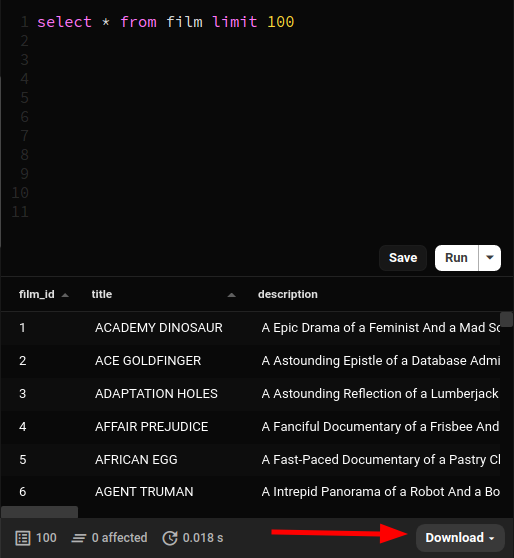 1 select * from film limit 100
2
3
4
5
6
7
8
9
10
11
Save Run
film_id title description
1 ACADEMY DINOSAUR A Epic Drama of a Feminist And a Mad Sc
2 ACE GOLDFINGER A Astounding Epistle of a Database Admi
3 ADAPTATION HOLES A Astounding Reflection of a Lumberjack
4 AFFAIR PREJUDICE A Fanciful Documentary of a Frisbee And
5 AFRICAN EGG A Fast-Paced Documentary of a Pastry Cl
6 AGENT TRUMAN A Intrepid Panorama of a Robot And a Bo
100 0 affected 0.018 s Download